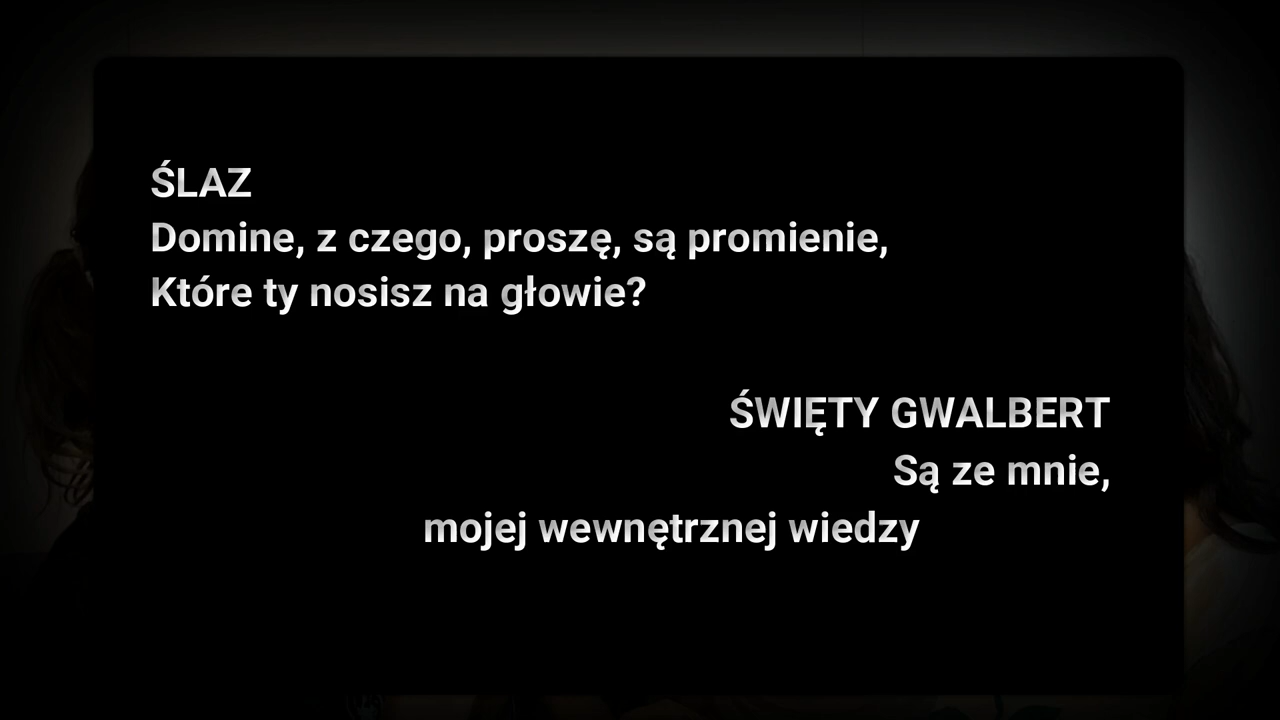 ŚLAZ
Domine, z czego, proszę, są promienie,
Które ty nosisz na głowie?
ŚWIĘTY GWALBERT
Są ze mnie,
mojej wewnętrznej wiedzy